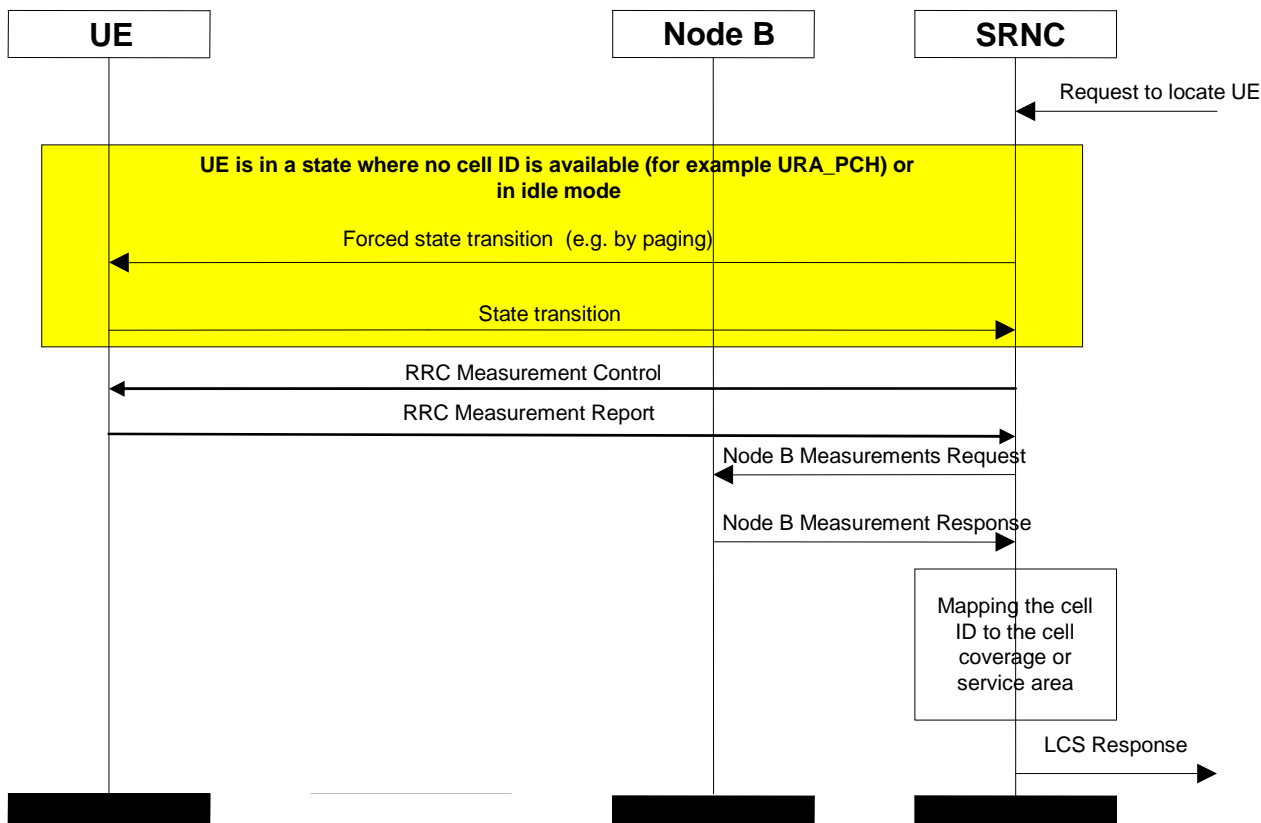 UE
Node B
SRNC
Request to locate UE
UE is in a state where no cell ID is available (for example URA_PCH) or
in idle mode
Forced state transition (e.g. by paging)
State transition
RRC Measurement Control
RRC Measurement Report
Node B Measurements Request
Node B Measurement Response
Mapping the cell
ID to the cell
coverage or
service area
LCS Response